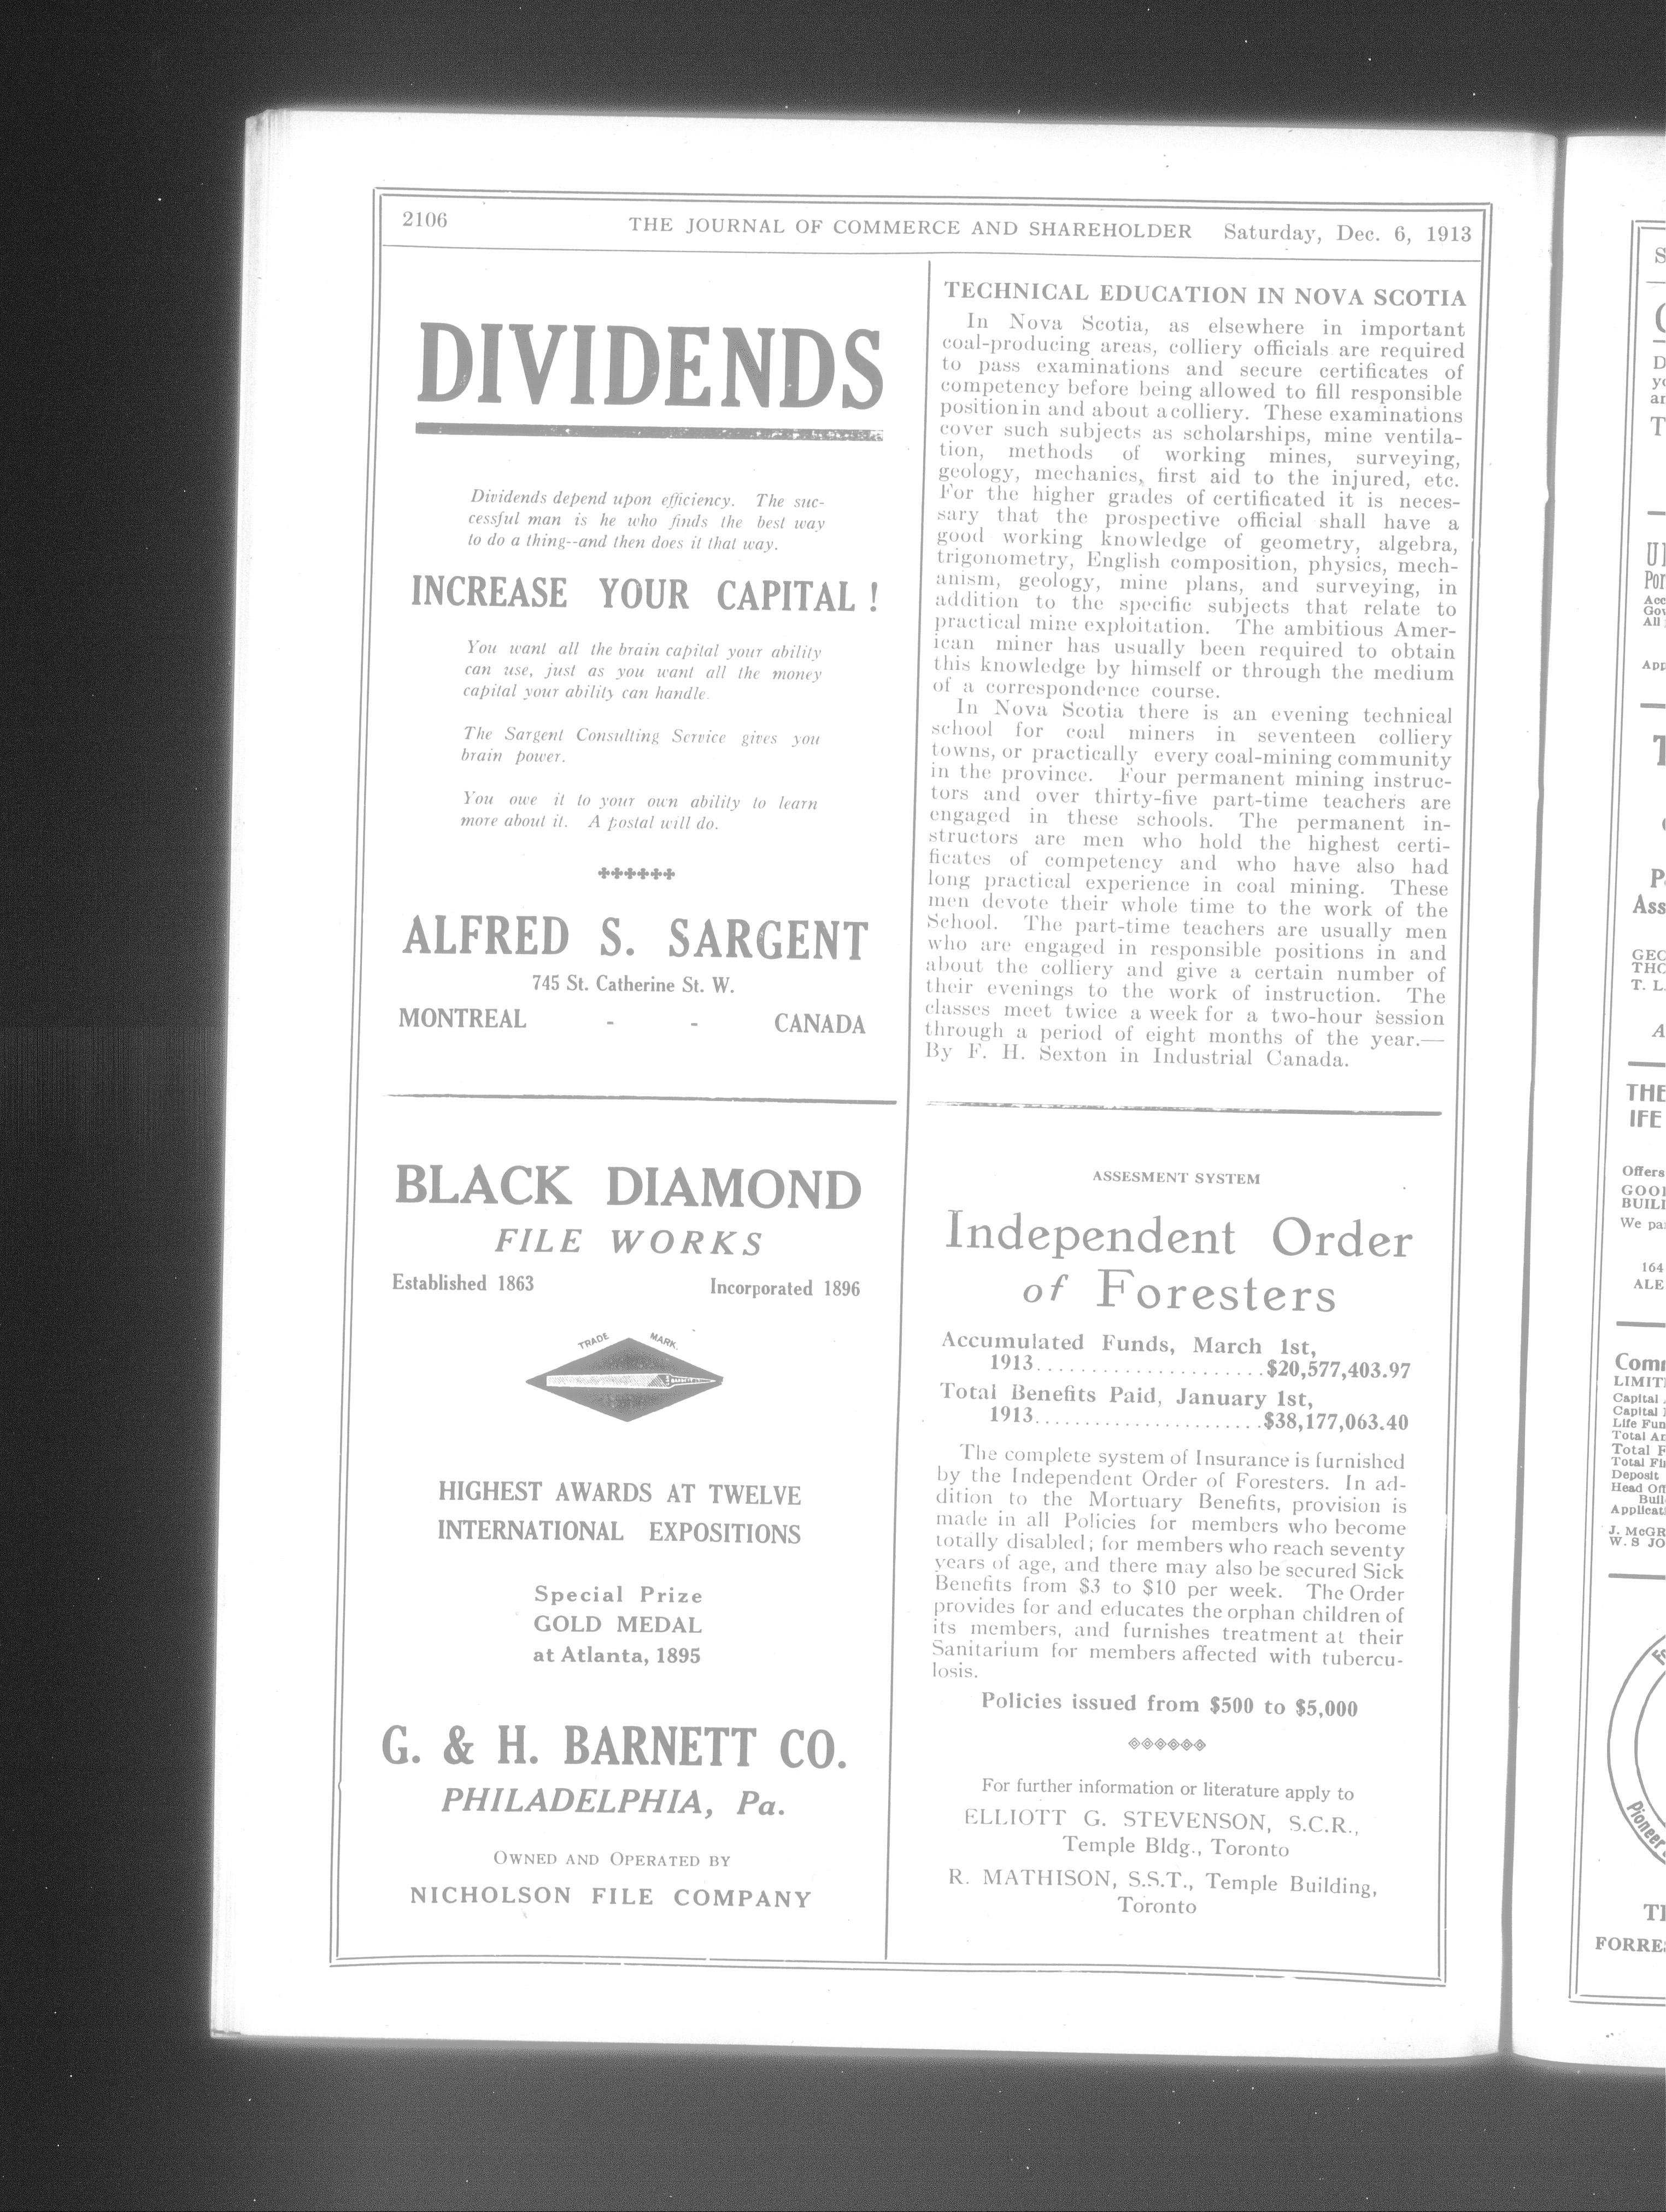 2106
THE JOURNAL OF COMMERCE AND SHAREHOLDER Saturday, Dec. 6, 1913
DIVIDENDS
Dividends depend upon efficiency. The suc-
cessful man is he who finds the best way
to do a thing--and then does it that way.
INCREASE YOUR CAPITAL !
You want all the brain capital your ability
can use, just as you want all the money
capital your ability can handle.
The Sargent Consulting Service gives you
brain power.
You owe it to your own ability to learn
more about it. A postal will do.
ALFRED S. SARGENT
745 St. Catherine St. W.
MONTREAL - - CANADA
BLACK DIAMOND
FILE WORKS
Established 1863 Incorporated 1896
TRADE MARK.
HIGHEST AWARDS AT TWELVE
INTERNATIONAL EXPOSITIONS
Special Prize
GOLD MEDAL
at Atlanta, 1895
G. & H. BARNETT CO.
PHILADELPHIA, Pa.
OWNED AND OPERATED BY
NICHOLSON FILE COMPANY
TECHNICAL EDUCATION IN NOVA SCOTIA
In Nova Scotia, as elsewhere in important
coal-producing areas, colliery officials are required
to pass examinations and secure certificates of
competency before being allowed to fill responsible
position in and about a colliery. These examinations
cover such subjects as scholarships, mine ventila-
tion, methods of working mines, surveying,
geology, mechanics, first aid to the injured, etc.
For the higher grades of certificated it is neces-
sary that the prospective official shall have a
good working knowledge of geometry, algebra,
trigonometry, English composition, physics, mech-
anism, geology, mine plans, and surveying, in
addition to the specific subjects that relate to
practical mine exploitation. The ambitious Amer-
ican miner has usually been required to obtain
this knowledge by himself or through the medium
of a correspondence course.
In Nova Scotia there is an evening technical
school for coal miners in seventeen colliery
towns, or practically every coal-mining community
in the province. Four permanent mining instruc-
tors and over thirty-five part-time teachers are
engaged in these schools. The permanent in-
structors are men who hold the highest certi-
ficates of competency and who have also had
long practical experience in coal mining. These
men devote their whole time to the work of the
School. The part-time teachers are usually men
who are engaged in responsible positions in and
about the colliery and give a certain number of
their evenings to the work of instruction. The
classes meet twice a week for a two-hour session
through a period of eight months of the year.—
By F. H. Sexton in Industrial Canada.
ASSESMENT SYSTEM
Independent Order
of Foresters
Accumulated Funds, March 1st,
1913.....................$20,577,403.97
Total Benefits Paid, January 1st,
1913.....................$38,177,063.40
The complete system of Insurance is furnished
by the Independent Order of Foresters. In ad-
dition to the Mortuary Benefits, provision is
made in all Policies for members who become
totally disabled; for members who reach seventy
years of age, and there may also be secured Sick
Benefits from $3 to $10 per week. The Order
provides for and educates the orphan children of
its members, and furnishes treatment at their
Sanitarium for members affected with tubercu-
losis.
Policies issued from $500 to $5,000
For further information or literature apply to
ELLIOTT G. STEVENSON, S.C.R.,
Temple Bldg., Toronto
R. MATHISON, S.S.T., Temple Building,
Toronto
THE
Offers
We
Capital
Capital
Total
Total
Deposit
Head
Pioneer